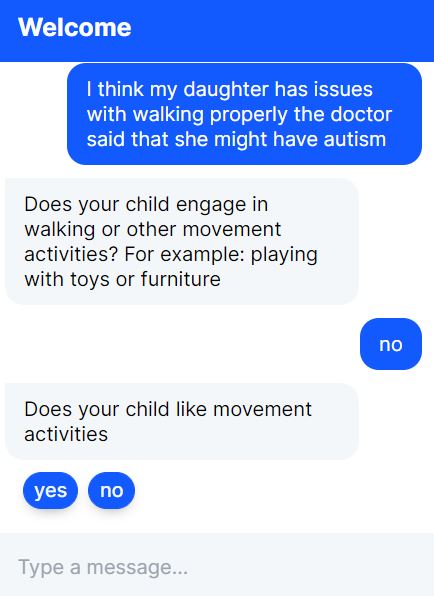 Welcome
I think my daughter has issues
with walking properly the doctor
said that she might have autism
Does your child engage in
walking or other movement
activities? For example: playing
with toys or furniture
no
Does your child like movement
activities
yes no
Type a message...